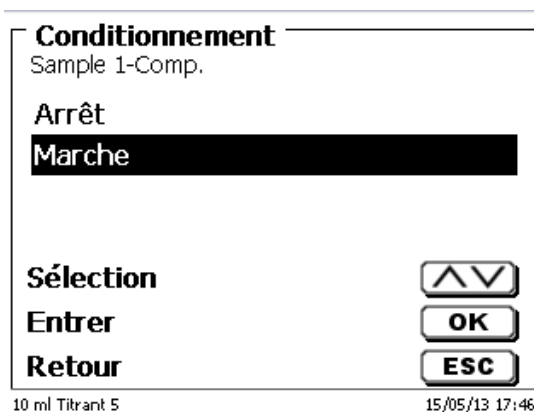 Conditionnement
Sample 1-Comp.
Arrêt
Marche
Sélection
Entrer OK
Retour ESC
10 ml Titrant 5 15/05/13 17:46